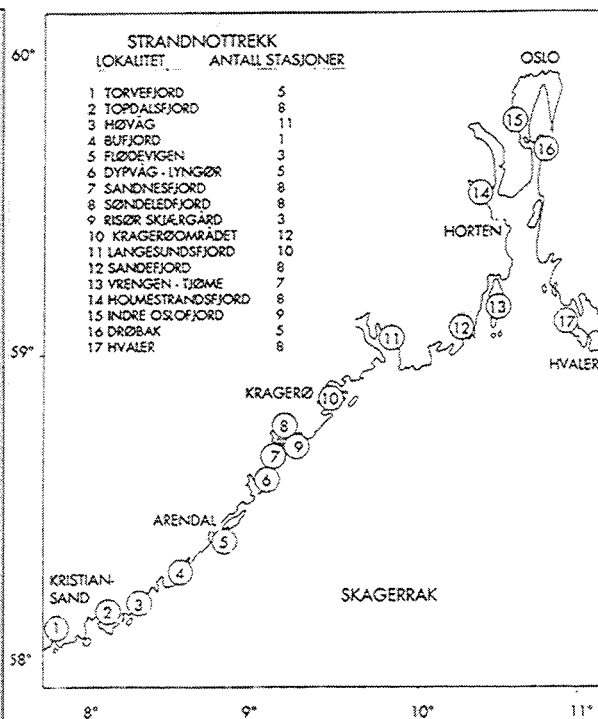 STRANDNOTTREKK
LOKALITET ANTALL STASJONER
1 TORVEFJORD 5
2 TOPDALSFJORD 8
3 HØVÅG 11
4 BUFJORD 1
5 FLØDEVIGEN 3
6 DYPVÅG - LYNGØR 5
7 SANDNESFJORD 8
8 SØNDELEDFJORD 8
9 RISØR SKJÆRGÅRD 3
10 KRAGERØOMRÅDET 12
11 LANGESUNDSFJORD 10
12 SANDEFJORD 8
13 VRENGEN - TJØME 7
14 HOLMESTRANDSFJORD 8
15 INDRE OSLOFJORD 9
16 DRØBAK 5
17 HVALER 8
60°
OSLO
15
16
14
HORTEN
13
17
12
11
59°
HVALER
KRAGERØ
10
8
9
7
6
ARENDAL
5
4
KRISTIAN-
SAND
SKAGERRAK
3
2
1
58°
8° 9° 10° 11°